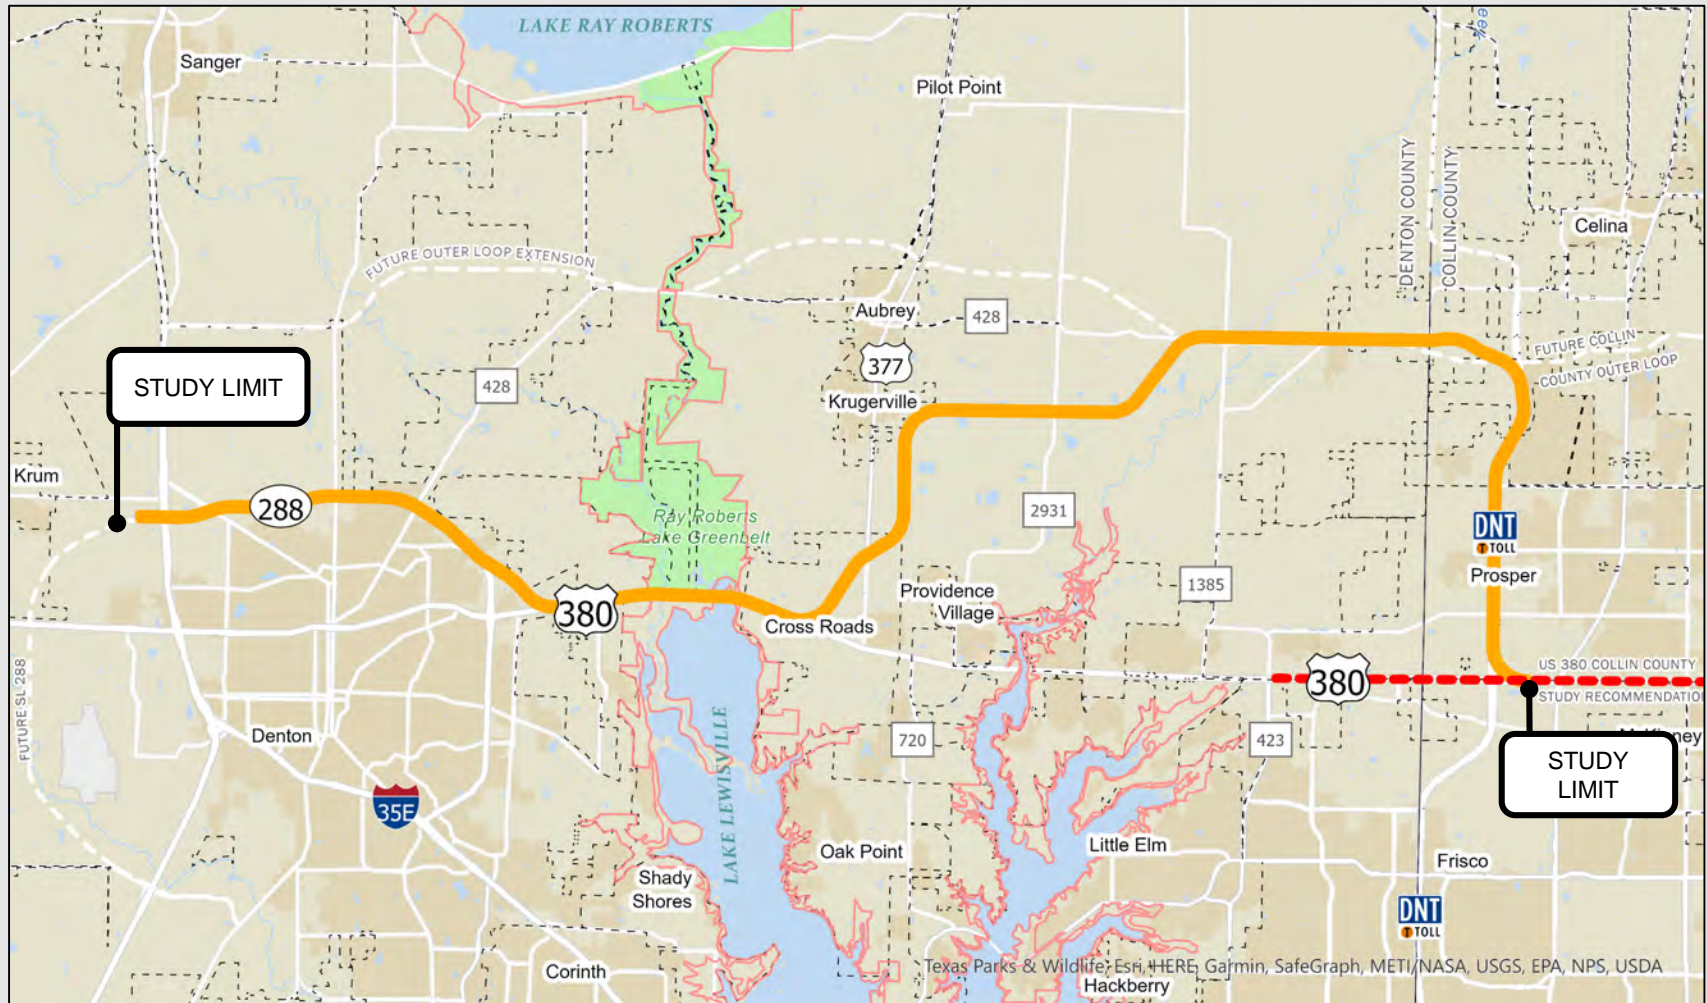 LAKE RAY ROBERTS
Sanger
Pilot Point
DENTON COUNTY
COLLIN COUNTY
Celina
FUTURE OUTER LOOP EXTENSION
Aubrey
428
377
FUTURE COLLIN
COUNTY OUTER LOOP
STUDY LIMIT
428
Krugerville
Krum
288
Ray Roberts
Lake Greenbelt
2931
DNT
TOLL
Prosper
1385
Providence
Village
380
Cross Roads
US 380 COLLIN COUNTY
380
STUDY RECOMMENDATION
FUTURE SL 288
Denton
720
423
McKinney
STUDY
LIMIT
LAKE LEWISVILLE
35E
Oak Point
Little Elm
Frisco
Shady
Shores
DNT
TOLL
Corinth
Texas Parks & Wildlife, Esri, HERE, Garmin, SafeGraph, METI/NASA, USGS, EPA, NPS, USDA
Hackberry